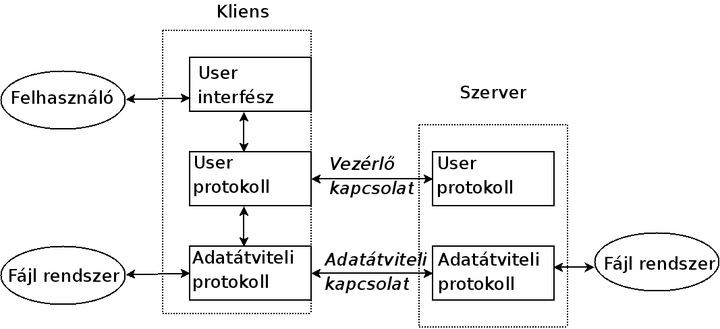 Kliens
User
interfész
Felhasználó
Szerver
User
protokoll
Vezérlő
kapcsolat
User
protokoll
Adatátviteli
protokoll
Fájl rendszer
Adatátviteli
kapcsolat
Adatátviteli
protokoll
Fájl rendszer